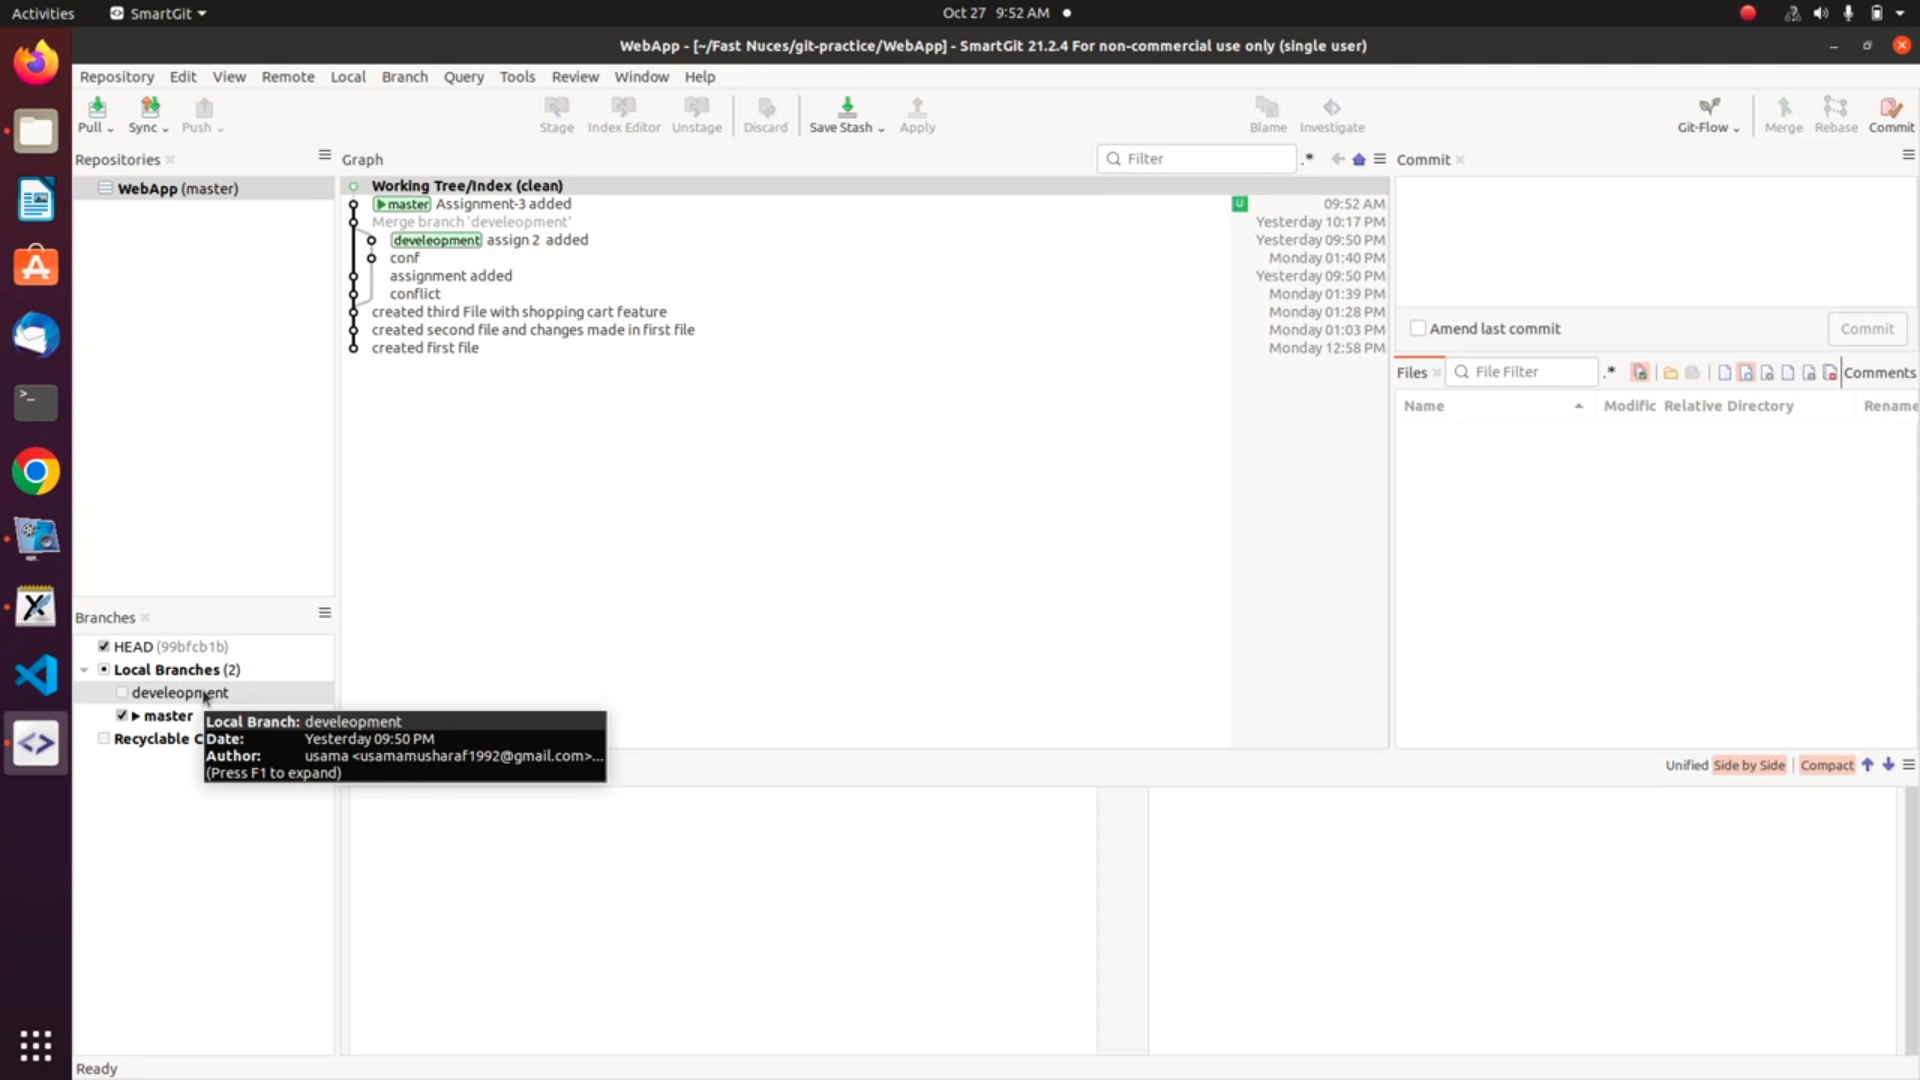 Activities SmartGit Oct 27 9:52 AM
WebApp - [~/Fast Nuces/git-practice/WebApp] - SmartGit 21.2.4 For non-commercial use only (single user)
Repository Edit View Remote Local Branch Query Tools Review Window Help
Pull Sync Push Stage Index Editor Unstage Discard Save Stash Apply Blame Investigate Git-Flow Merge Rebase Commit
Repositories Graph Filter .* Commit
WebApp (master)
Working Tree/Index (clean)
master Assignment-3 added U 09:52 AM
Merge branch 'develeopment' Yesterday 10:17 PM
develeopment assign 2 added Yesterday 09:50 PM
conf Monday 01:40 PM
assignment added Yesterday 09:50 PM
conflict Monday 01:39 PM
created third File with shopping cart feature Monday 01:28 PM
created second file and changes made in first file Monday 01:03 PM
created first file Monday 12:58 PM
Amend last commit Commit
Files File Filter .* Comments
Name Modific Relative Directory Rename
Branches
HEAD (99bfcb1b)
Local Branches (2)
develeopment
master
Recyclable C
Local Branch: develeopment
Date: Yesterday 09:50 PM
Author: usama <usamamusharaf1992@gmail.com>...
(Press F1 to expand)
Unified Side by Side Compact
Ready